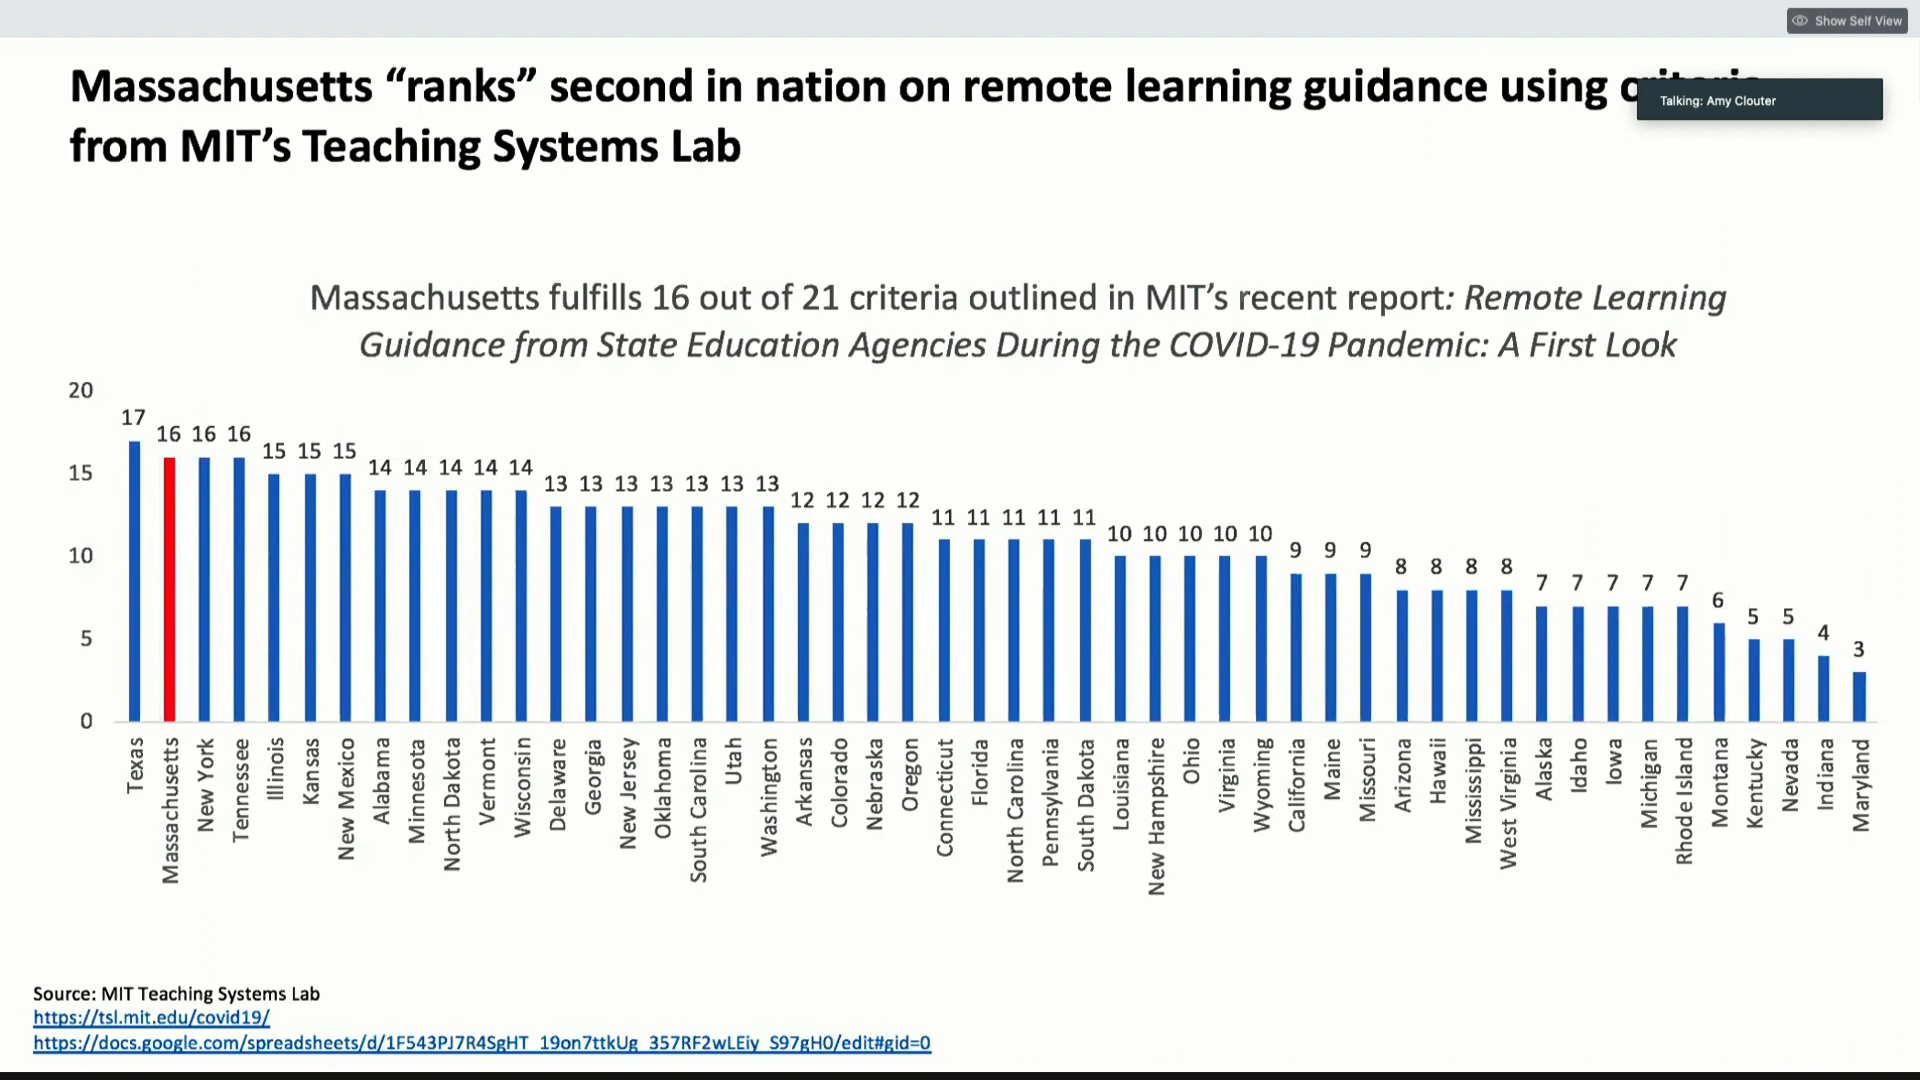 Show Self View
Massachusetts “ranks” second in nation on remote learning guidance using
Talking: Amy Clouter
from MIT’s Teaching Systems Lab
Massachusetts fulfills 16 out of 21 criteria outlined in MIT’s recent report: Remote Learning
Guidance from State Education Agencies During the COVID-19 Pandemic: A First Look
20
15
10
5
0
17 16 16 16 15 15 15 14 14 14 14 14 13 13 13 13 13 13 13 12 12 12 12 11 11 11 11 11 10 10 10 10 10 9 9 9 8 8 8 8 7 7 7 7 7 6 5 5 4 3
Texas
Massachusetts
New York
Tennessee
Illinois
Kansas
New Mexico
Alabama
Minnesota
North Dakota
Vermont
Wisconsin
Delaware
Georgia
New Jersey
Oklahoma
South Carolina
Utah
Washington
Arkansas
Colorado
Nebraska
Oregon
Connecticut
Florida
North Carolina
Pennsylvania
South Dakota
Louisiana
New Hampshire
Ohio
Virginia
Wyoming
California
Maine
Missouri
Arizona
Hawaii
Mississippi
West Virginia
Alaska
Idaho
Iowa
Michigan
Rhode Island
Montana
Kentucky
Nevada
Indiana
Maryland
Source: MIT Teaching Systems Lab
https://tsl.mit.edu/covid19/
https://docs.google.com/spreadsheets/d/1F543PJ7R4SgHT_19on7ttkUg_357RF2wLEiy_S97gH0/edit#gid=0